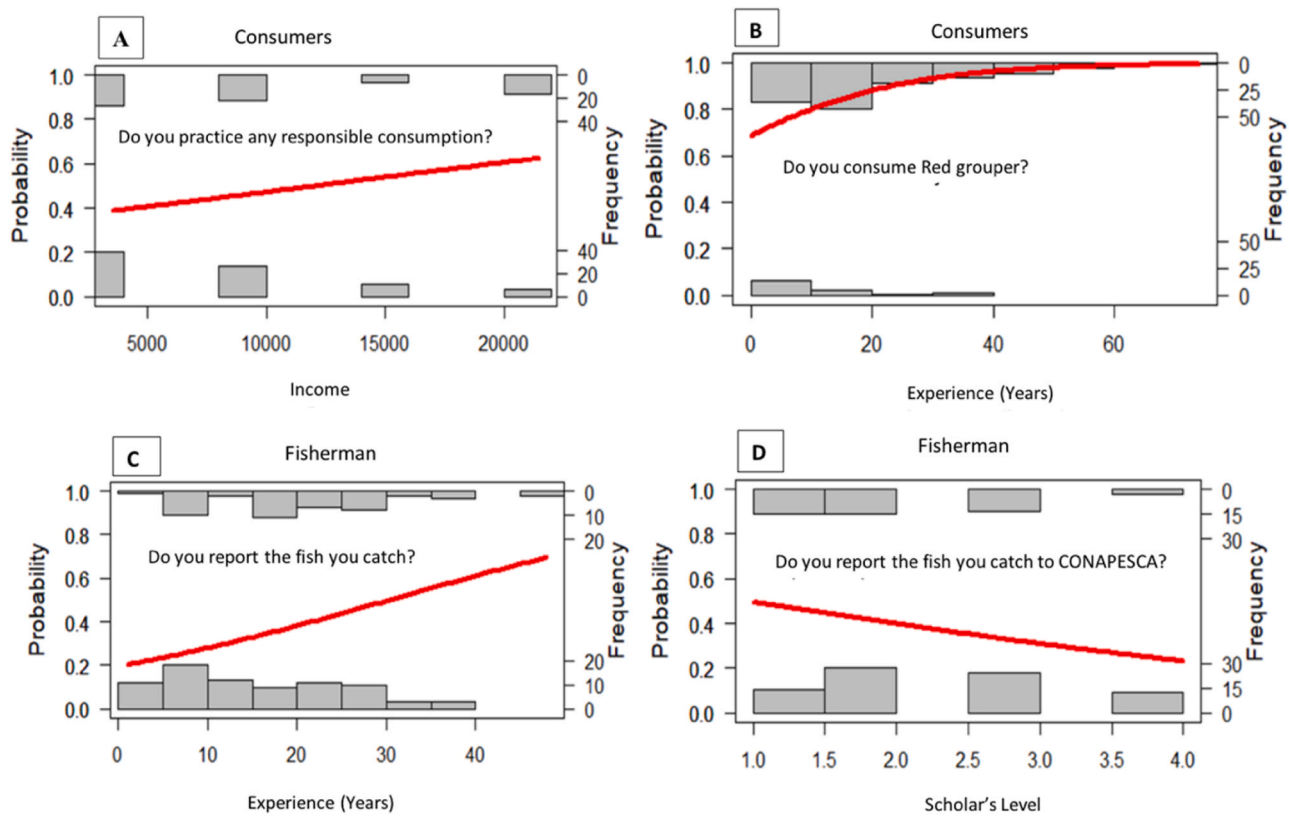 A
Consumers
1.0
0.8
0.6
0.4
0.2
0.0
Probability
0
20
40
40
20
0
Frequency
Do you practice any responsible consumption?
5000 10000 15000 20000
Income
B
Consumers
1.0
0.8
0.6
0.4
0.2
0.0
Probability
0
25
50
50
25
0
Frequency
Do you consume Red grouper?
0 20 40 60
Experience (Years)
C
Fisherman
1.0
0.8
0.6
0.4
0.2
0.0
Probability
0
10
20
20
10
0
Frequency
Do you report the fish you catch?
0 10 20 30 40
Experience (Years)
D
Fisherman
1.0
0.8
0.6
0.4
0.2
0.0
Probability
0
15
30
30
15
0
Frequency
Do you report the fish you catch to CONAPESCA?
1.0 1.5 2.0 2.5 3.0 3.5 4.0
Scholar's Level